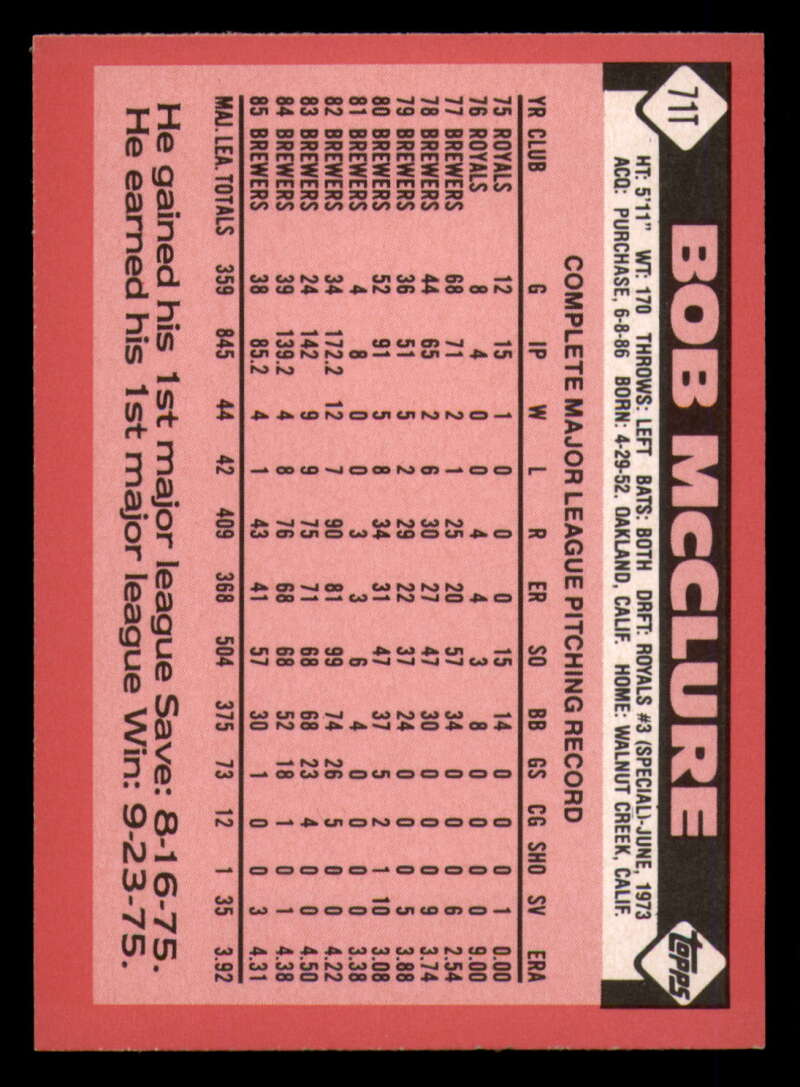 71T
BOB McCLURE
topps
HT: 5'11" WT: 170 THROWS: LEFT BATS: BOTH DRFT: ROYALS #3 (SPECIAL)-JUNE, 1973
ACQ: PURCHASE, 6-8-86 BORN: 4-29-52, OAKLAND, CALIF. HOME: WALNUT CREEK, CALIF.
COMPLETE MAJOR LEAGUE PITCHING RECORD
YR CLUB G IP W L R ER SO BB GS CG SHO SV ERA
75 ROYALS 12 15 1 0 0 0 15 14 0 0 0 1 0.00
76 ROYALS 8 4 0 0 4 4 3 8 0 0 0 0 9.00
77 BREWERS 68 71 2 1 25 20 57 34 0 0 0 6 2.54
78 BREWERS 44 65 2 6 30 27 47 30 0 0 0 9 3.74
79 BREWERS 36 51 5 2 29 22 37 24 0 0 0 5 3.88
80 BREWERS 52 91 5 8 34 31 47 37 5 2 1 10 3.08
81 BREWERS 4 8 0 0 3 3 6 4 0 0 0 0 3.38
82 BREWERS 34 172.2 12 7 90 81 99 74 26 5 0 0 4.22
83 BREWERS 24 142 9 9 75 71 68 68 23 4 0 0 4.50
84 BREWERS 39 139.2 4 8 76 68 68 52 18 1 0 1 4.38
85 BREWERS 38 85.2 4 1 43 41 57 30 1 0 0 3 4.31
MAJ. LEA. TOTALS 359 845 44 42 409 368 504 375 73 12 1 35 3.92
He gained his 1st major league Save: 8-16-75.
He earned his 1st major league Win: 9-23-75.